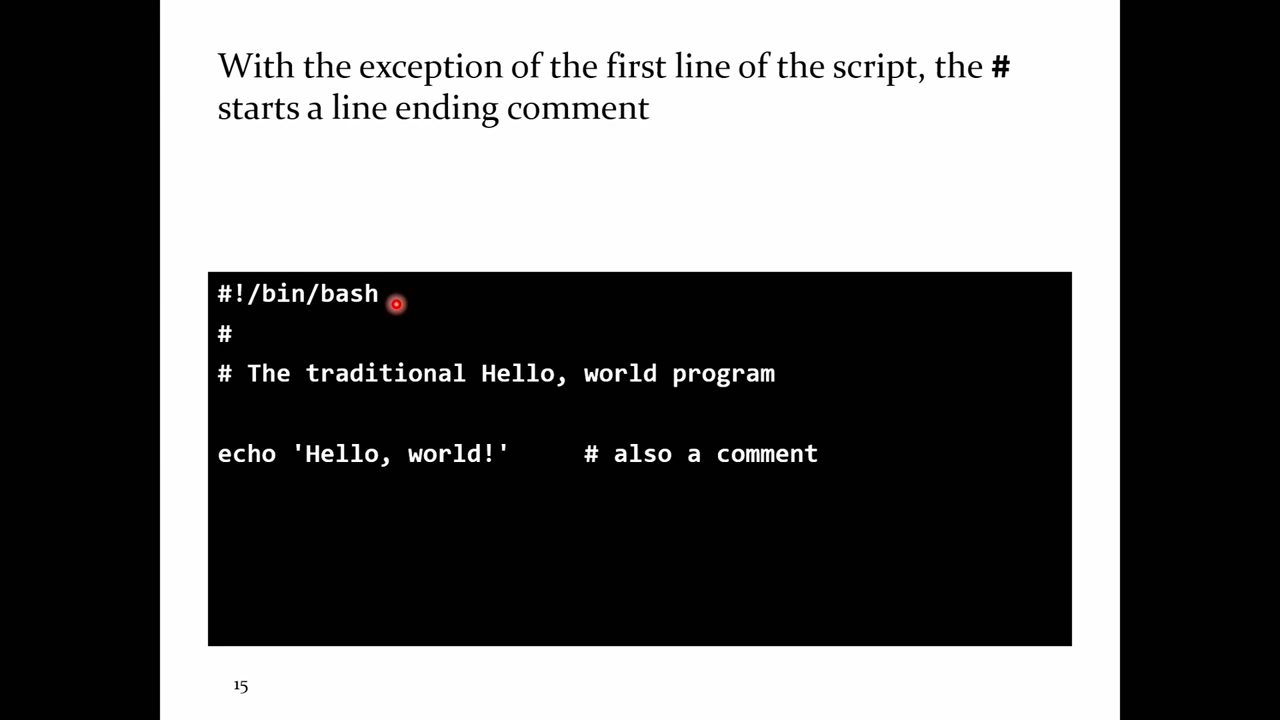 With the exception of the first line of the script, the #
starts a line ending comment
#!/bin/bash
#
# The traditional Hello, world program
echo 'Hello, world!'     # also a comment
15